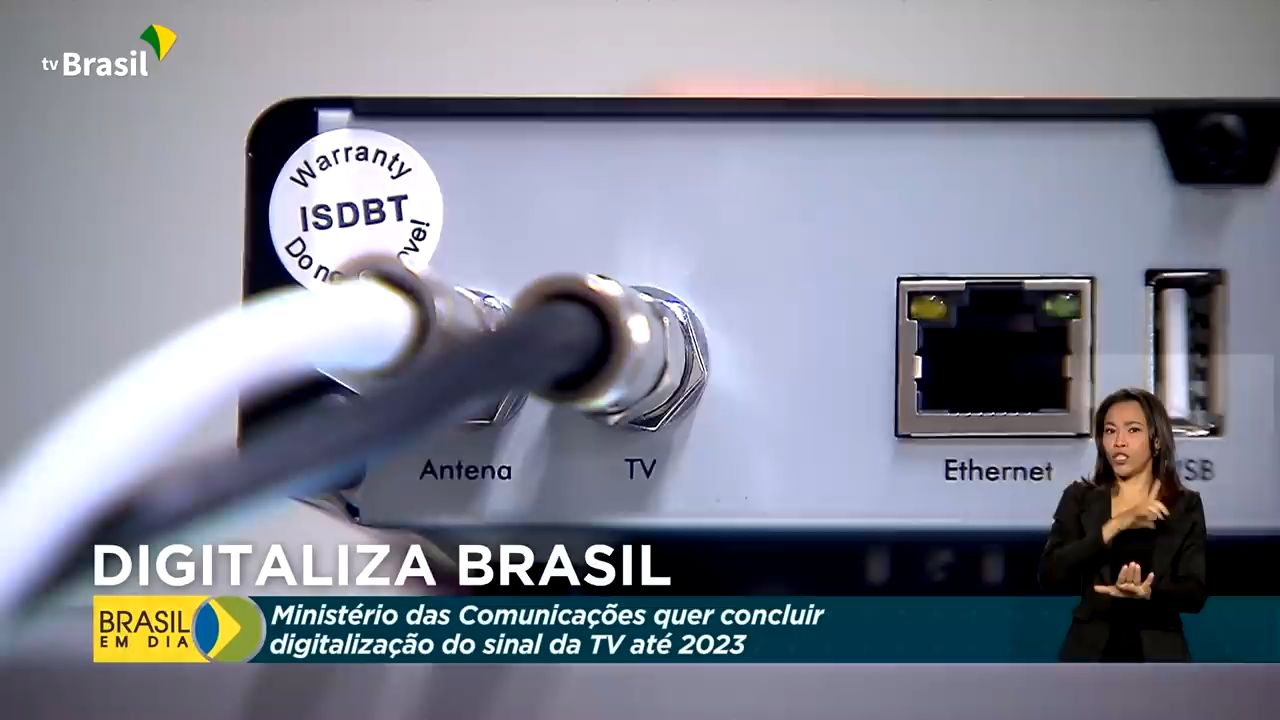 tv Brasil
Warranty
ISDBT
Antena
TV
Ethernet
DIGITALIZA BRASIL
BRASIL
EM DIA
Ministério das Comunicações quer concluir
digitalização do sinal da TV até 2023